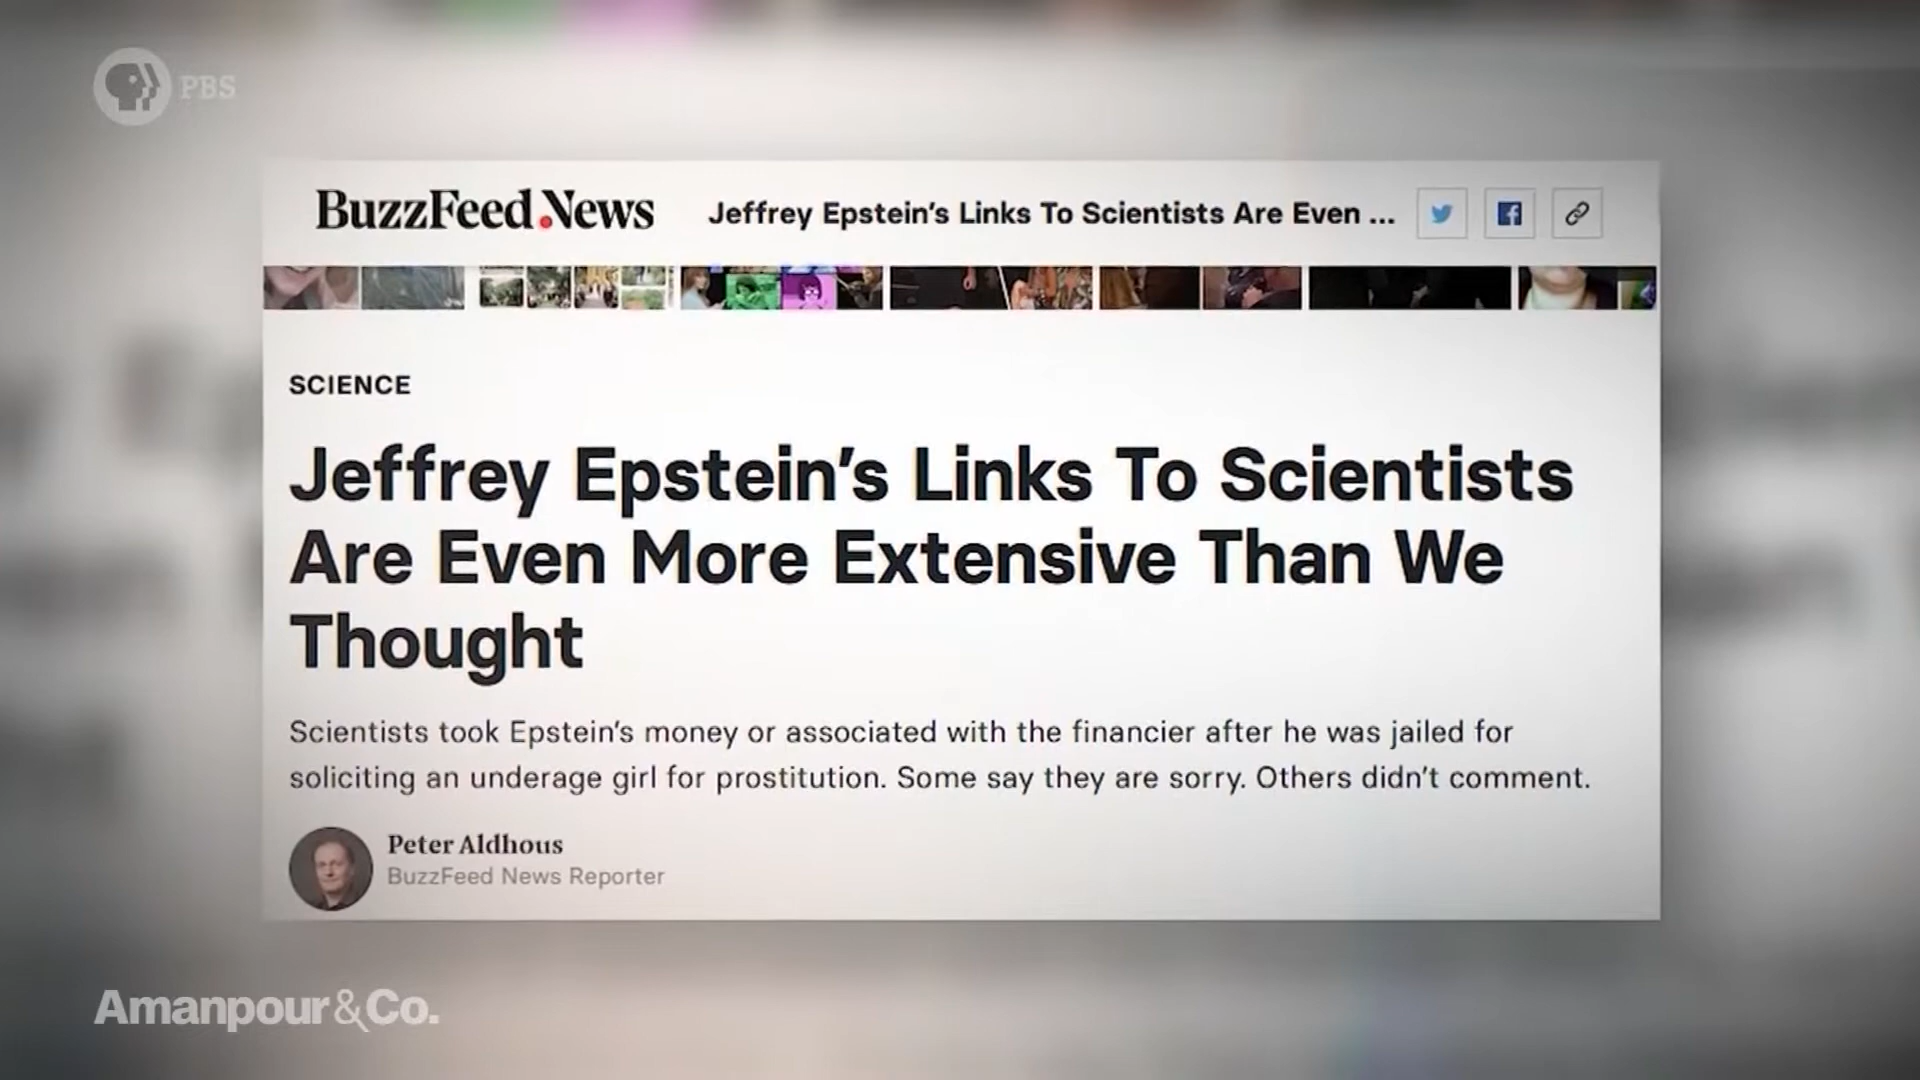 PBS
BuzzFeed News
Jeffrey Epstein's Links To Scientists Are Even ...
SCIENCE
Jeffrey Epstein's Links To Scientists
Are Even More Extensive Than We
Thought
Scientists took Epstein's money or associated with the financier after he was jailed for
soliciting an underage girl for prostitution. Some say they are sorry. Others didn't comment.
Peter Aldhous
BuzzFeed News Reporter
Amanpour&Co.